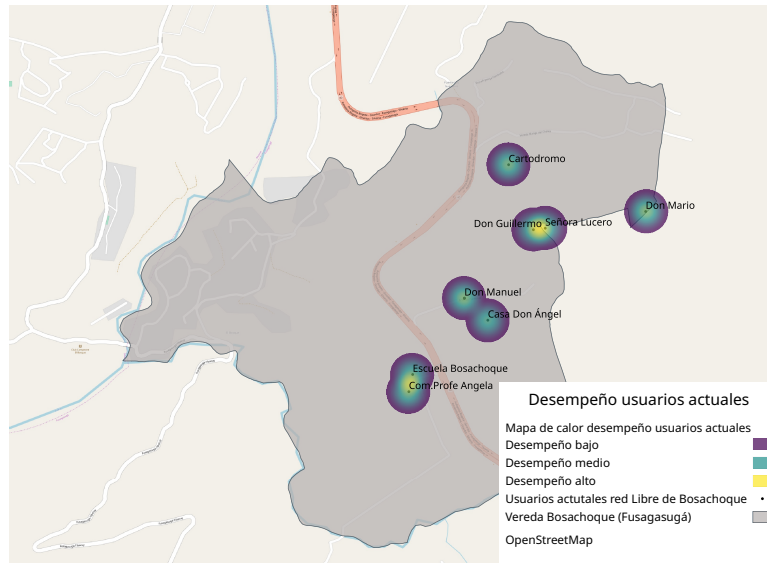 Cartodromo
Don Mario
Don Guillermo
Señora Lucero
Don Manuel
Casa Don Ángel
Escuela Bosachoque
Com.Profe Angela
Desempeño usuarios actuales
Mapa de calor desempeño usuarios actuales
Desempeño bajo
Desempeño medio
Desempeño alto
Usuarios actutales red Libre de Bosachoque
Vereda Bosachoque (Fusagasugá)
OpenStreetMap